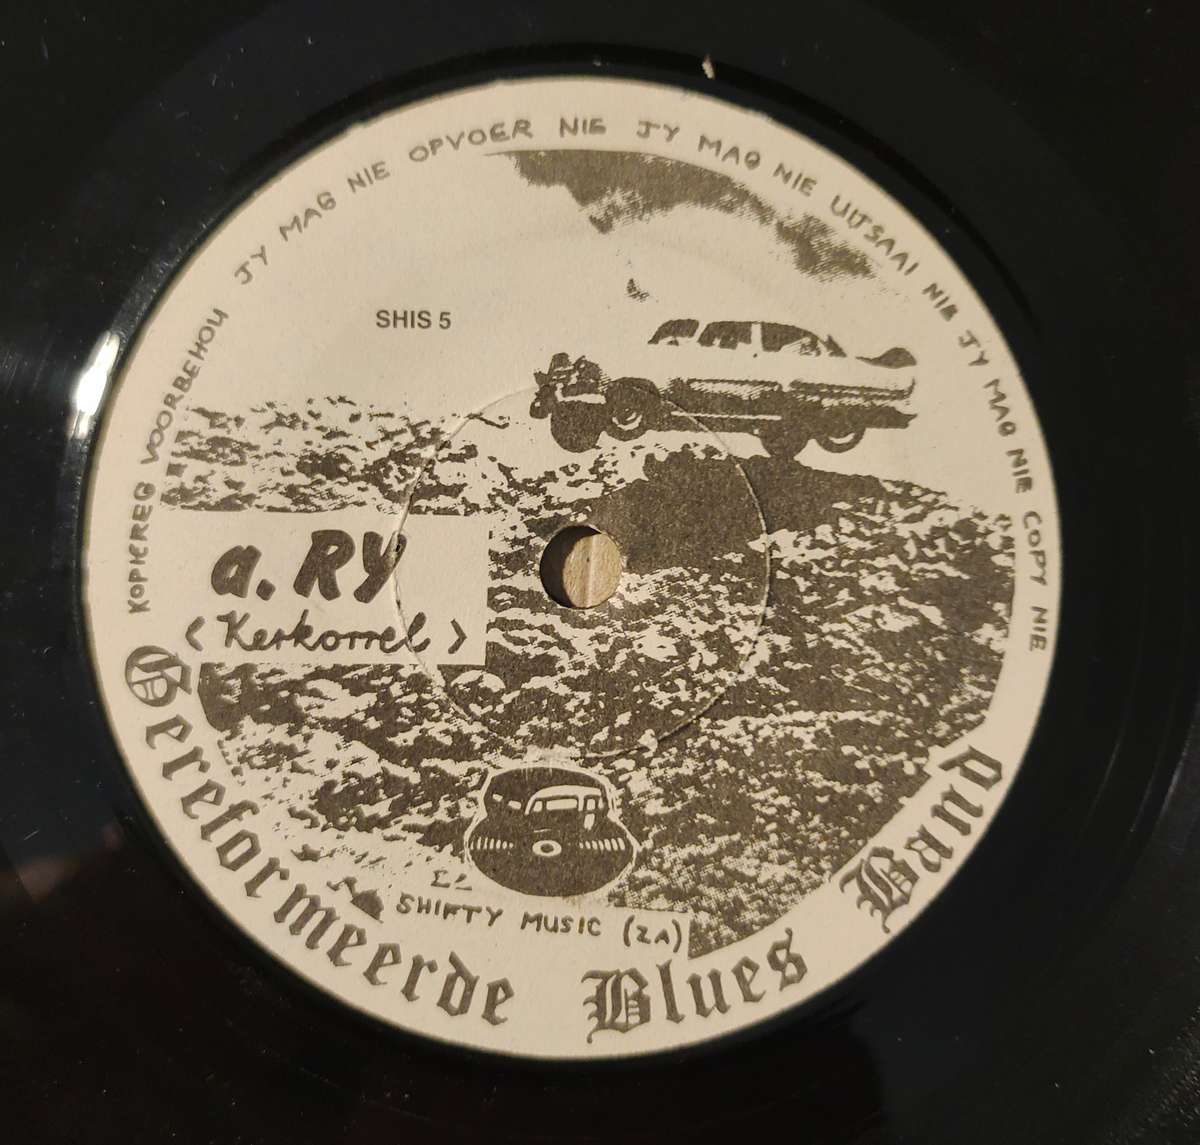 KOPIEREG VOORBEHOU JY MAG NIE OPVOER NIE JY MAG NIE UITSAAI NIE JY MAG NIE COPY NIE
SHIS 5
a. RY
(Kerkorrel)
SHIFTY MUSIC (ZA)
Gereformeerde Blues Band